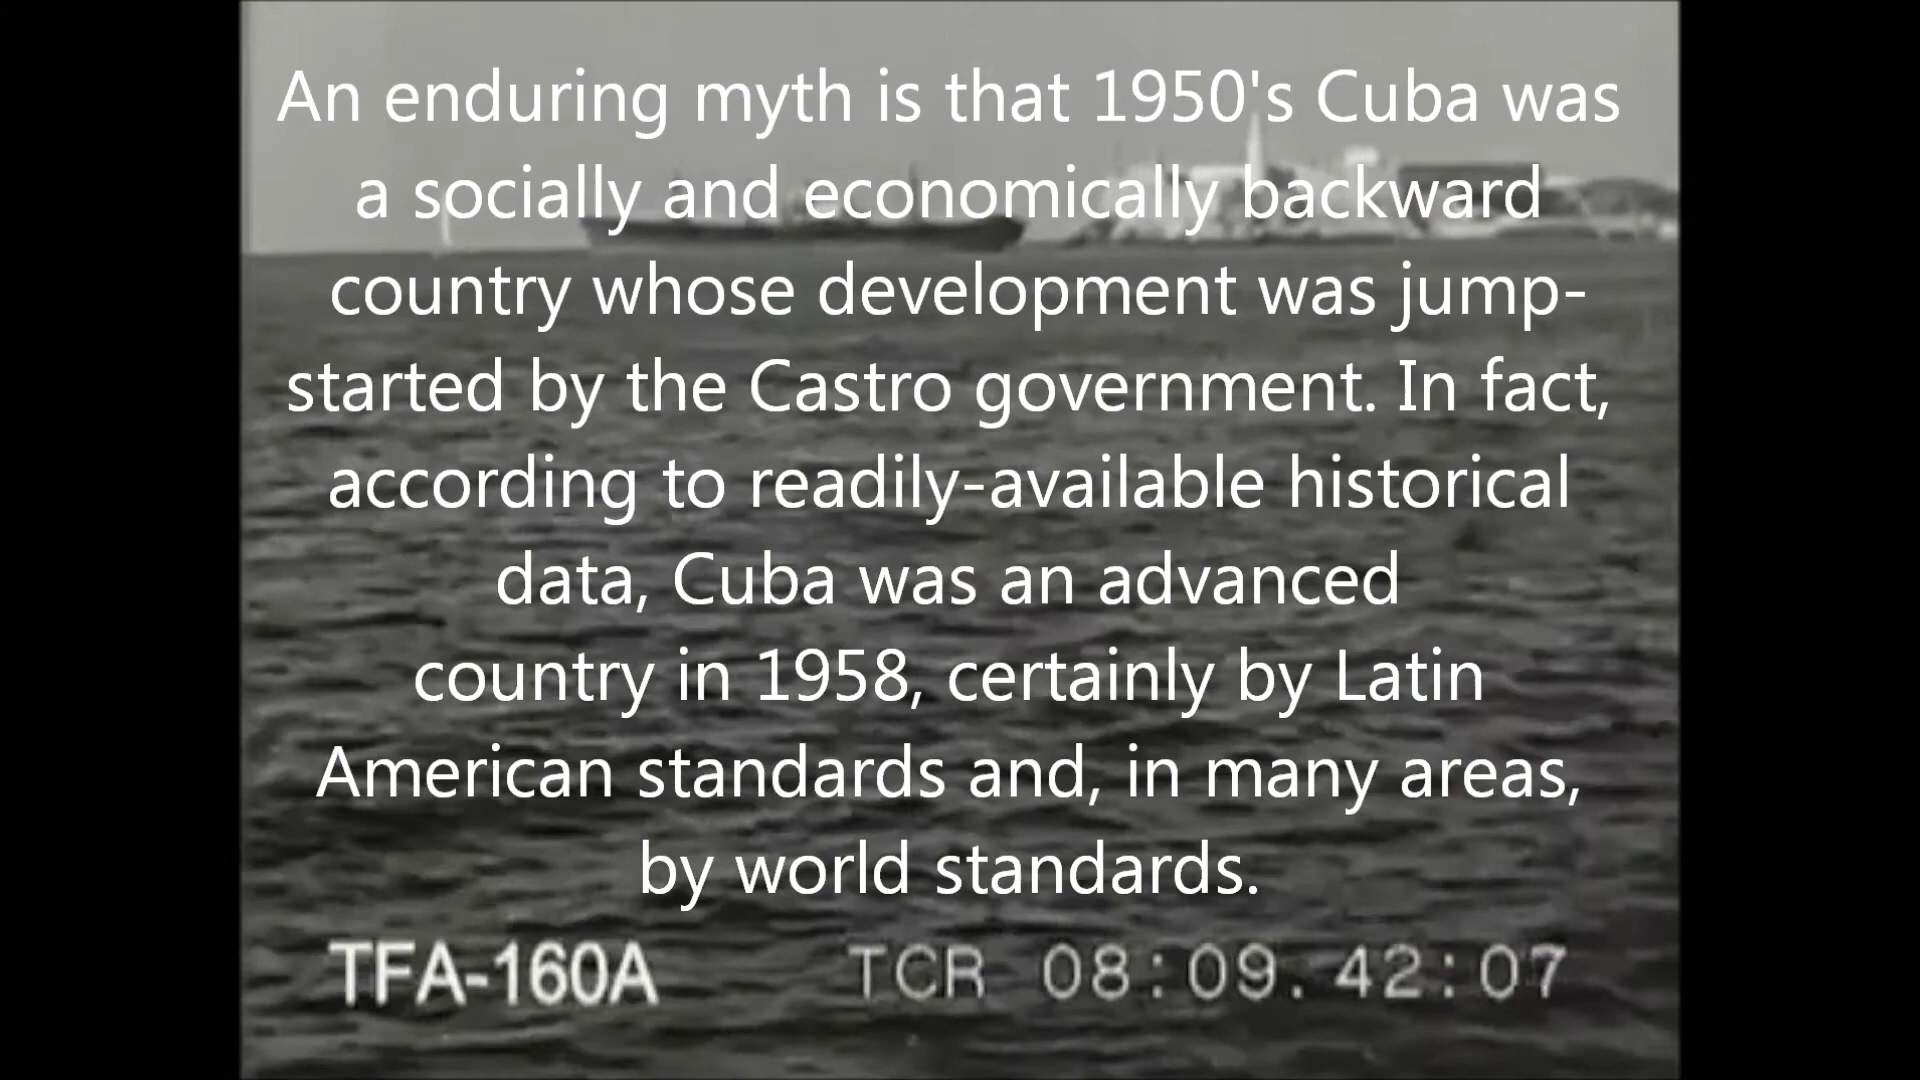 An enduring myth is that 1950's Cuba was
a socially and economically backward
country whose development was jump-
started by the Castro government. In fact,
according to readily-available historical
data, Cuba was an advanced
country in 1958, certainly by Latin
American standards and, in many areas,
by world standards.
TFA-160A TCR 08:09.42:07